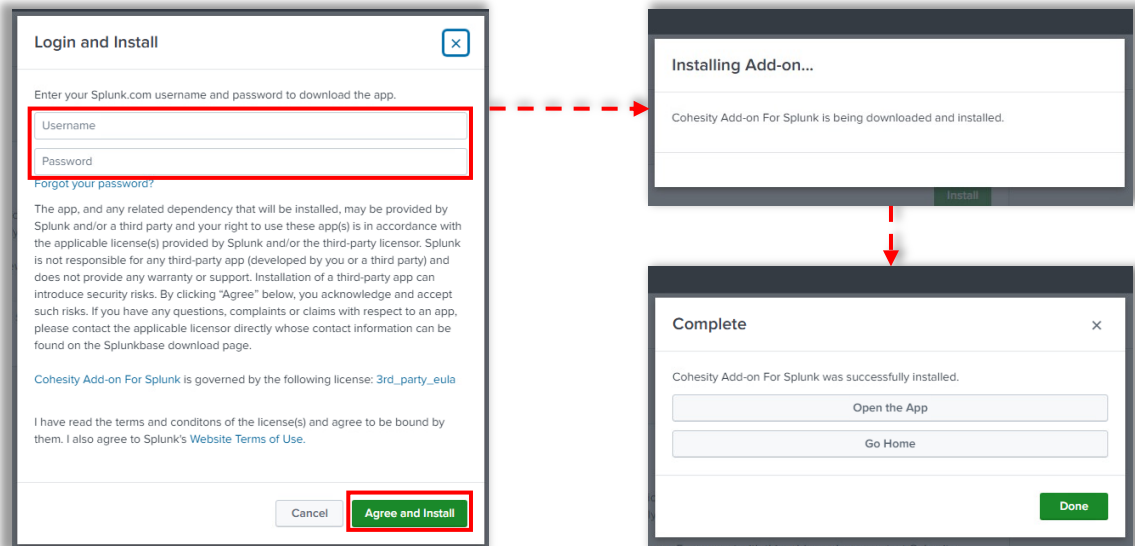 Login and Install
Enter your Splunk.com username and password to download the app.
Username
Password
Forgot your password?
The app, and any related dependency that will be installed, may be provided by
Splunk and/or a third party and your right to use these app(s) is in accordance with
the applicable license(s) provided by Splunk and/or the third-party licensor. Splunk
is not responsible for any third-party app (developed by you or a third party) and
does not provide any warranty or support. Installation of a third-party app can
introduce security risks. By clicking “Agree” below, you acknowledge and accept
such risks. If you have any questions, complaints or claims with respect to an app,
please contact the applicable licensor directly whose contact information can be
found on the Splunkbase download page.
Cohesity Add-on For Splunk is governed by the following license: 3rd_party_eula
I have read the terms and conditons of the license(s) and agree to be bound by
them. I also agree to Splunk's Website Terms of Use.
Cancel
Agree and Install
Installing Add-on...
Cohesity Add-on For Splunk is being downloaded and installed.
Install
Complete
Cohesity Add-on For Splunk was successfully installed.
Open the App
Go Home
Done